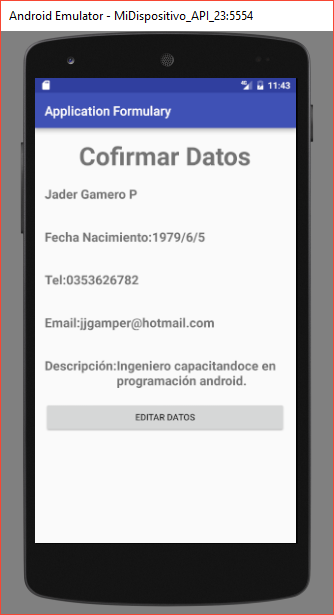 Android Emulator - MiDispositivo_API_23:5554
11:43
Application Formulary
Cofirmar Datos
Jader Gamero P
Fecha Nacimiento:1979/6/5
Tel:0353626782
Email:jjgamper@hotmail.com
Descripción:Ingeniero capacitandoce en
programación android.
EDITAR DATOS